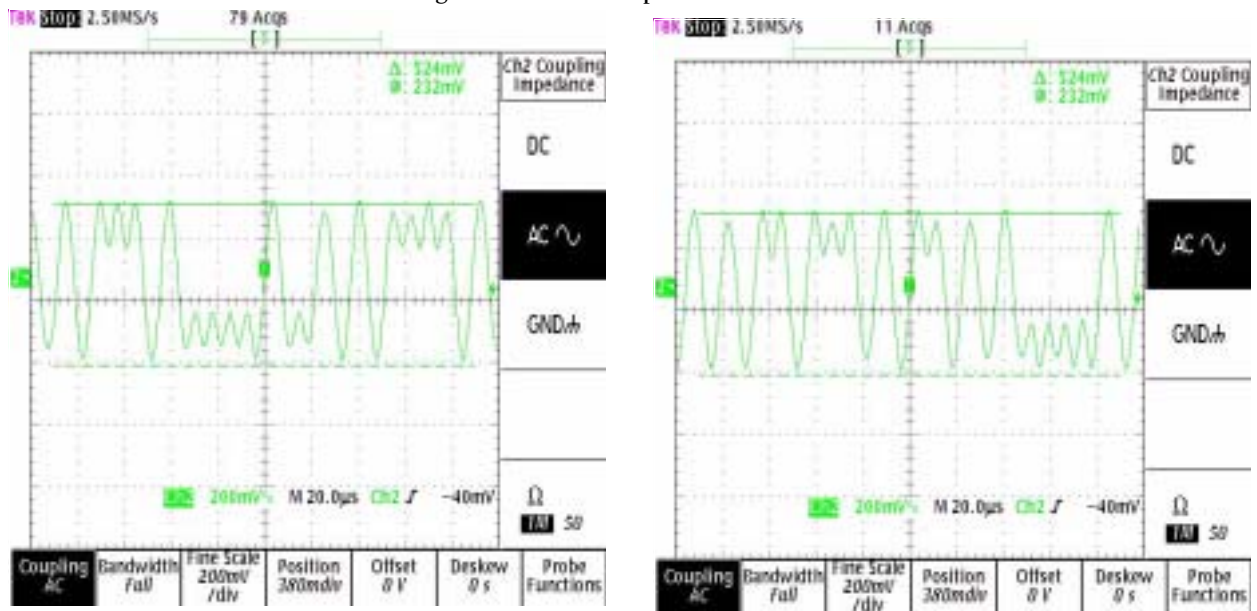 Tek Stop: 2.50MS/s 79 Acqs
[ T ]
Δ: 524mV
@: 232mV
Ch2 Coupling
Impedance
DC
AC
GND
Ω
50
Ch2 200mV M 20.0µs Ch2 -40mV
Coupling
AC
Bandwidth
Full
Fine Scale
200mV
/div
Position
380mdiv
Offset
0 V
Deskew
0 s
Probe
Functions
Tek Stop: 2.50MS/s 11 Acqs
[ T ]
Δ: 524mV
@: 232mV
Ch2 Coupling
Impedance
DC
AC
GND
Ω
50
Ch2 200mV M 20.0µs Ch2 -40mV
Coupling
AC
Bandwidth
Full
Fine Scale
200mV
/div
Position
380mdiv
Offset
0 V
Deskew
0 s
Probe
Functions